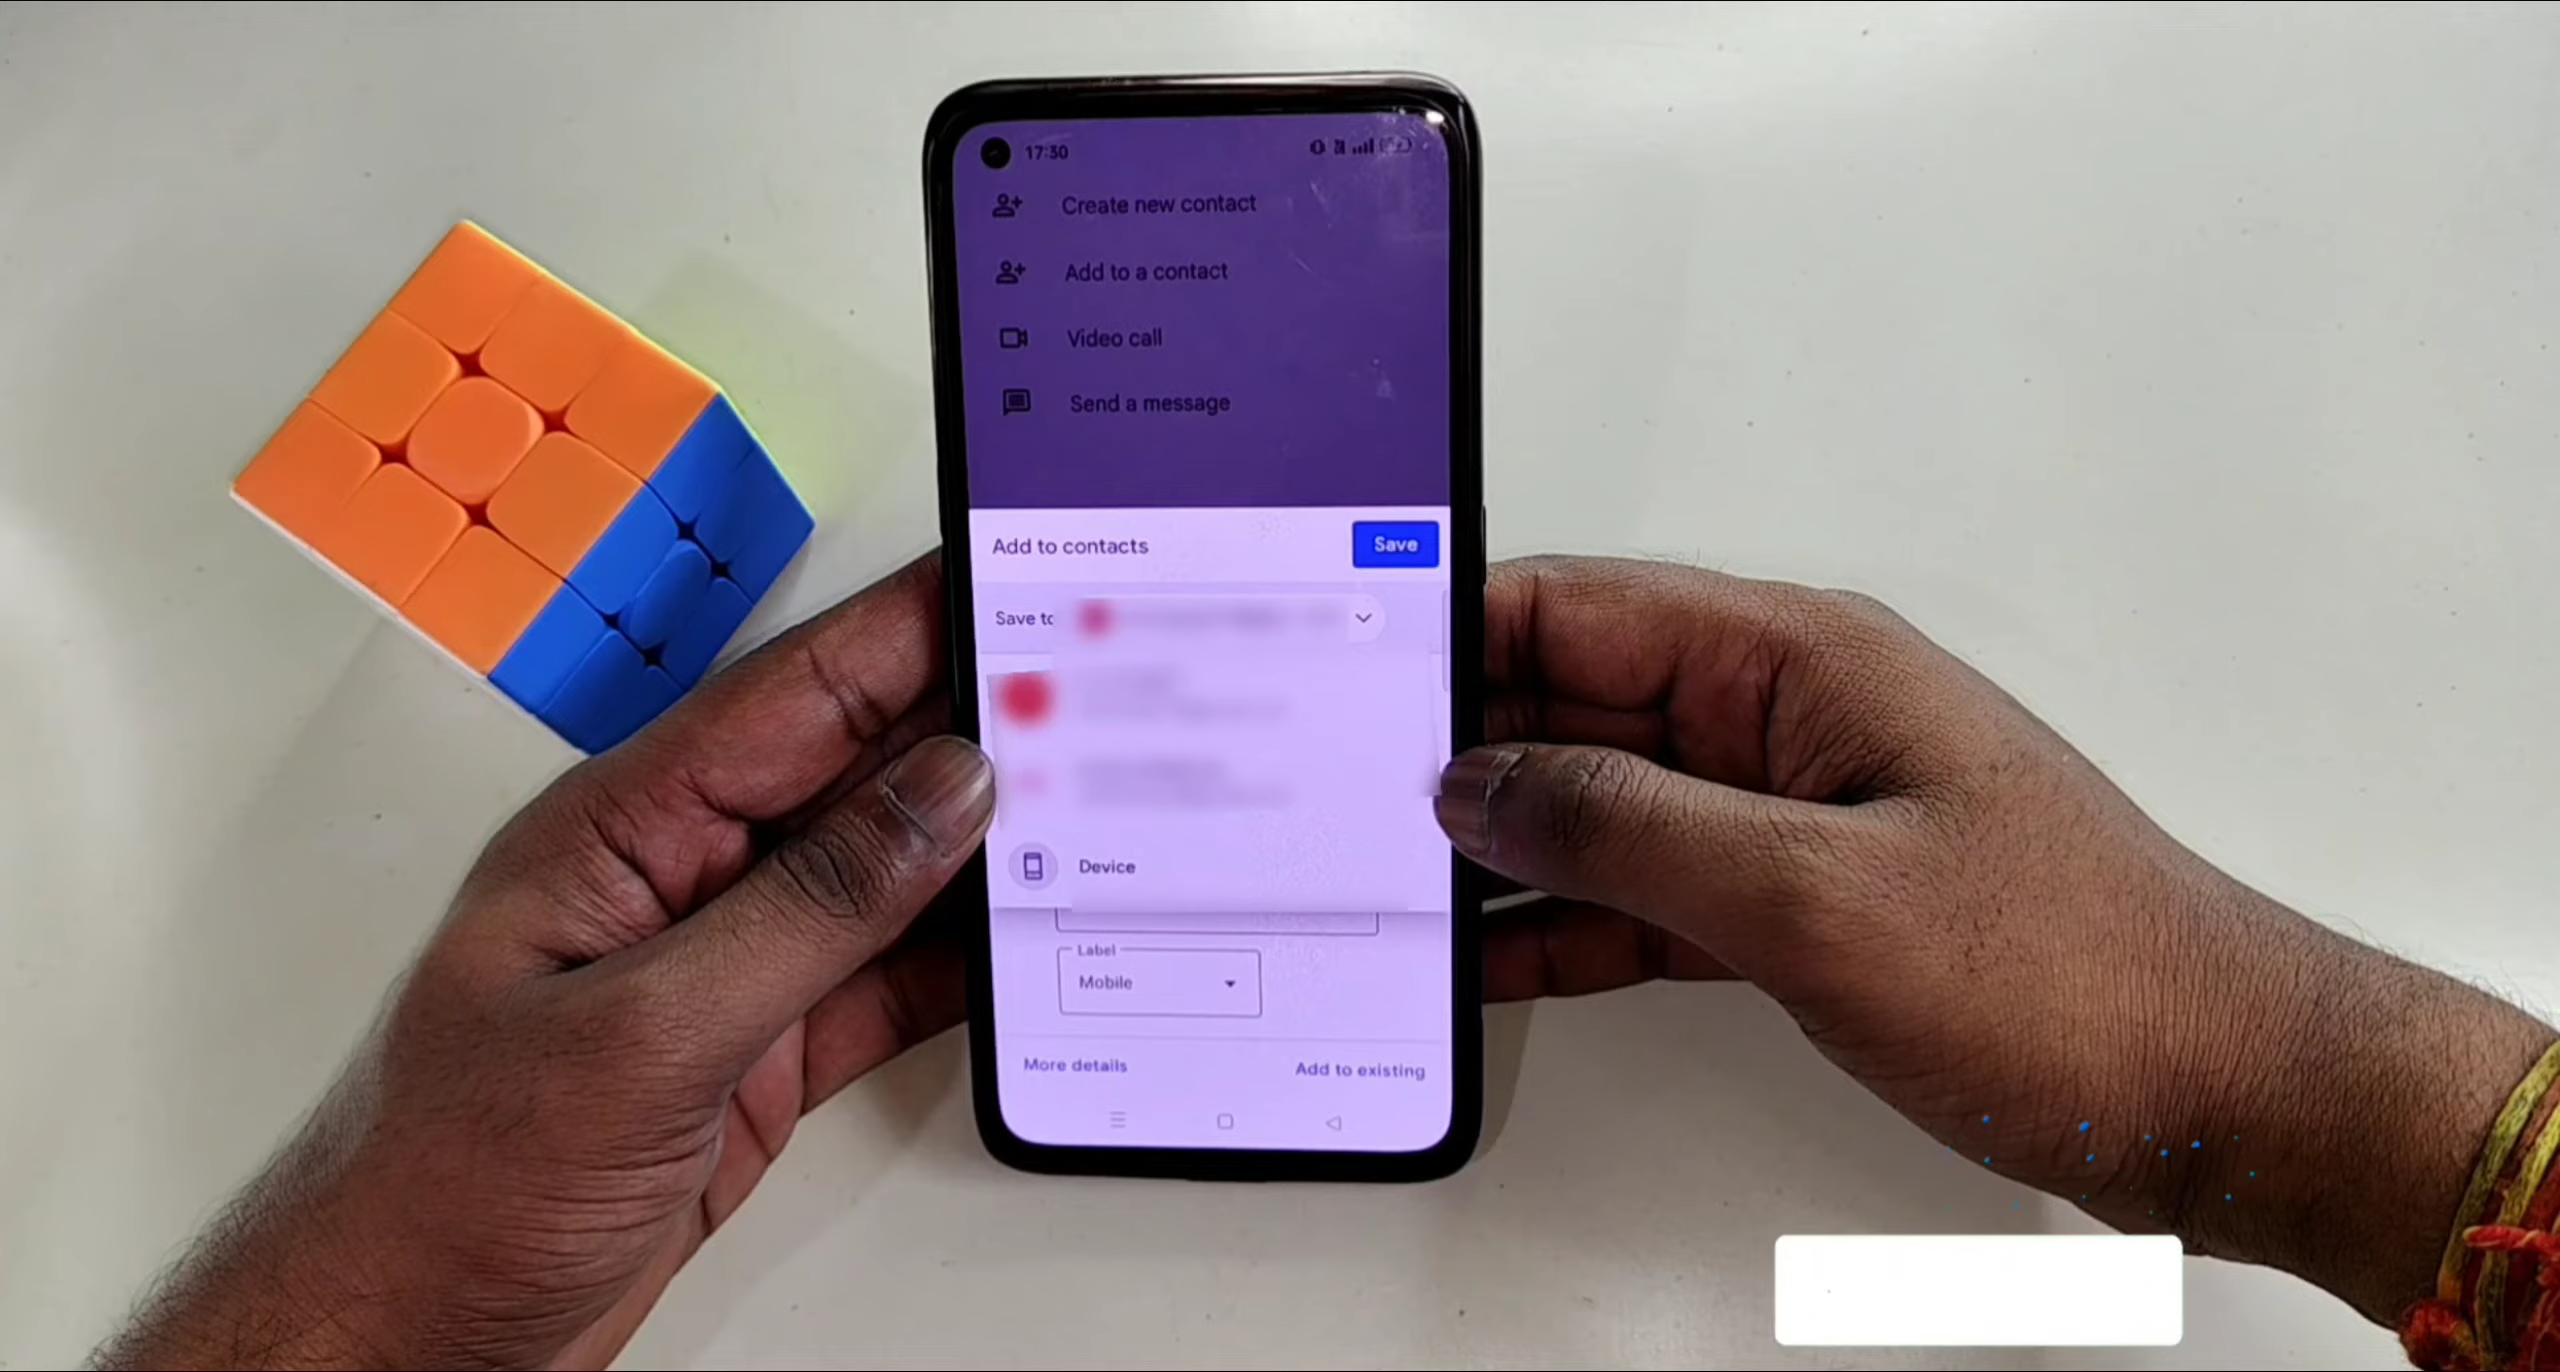 17:30
Create new contact
Add to a contact
Video call
Send a message
Add to contacts
Save
Save to
Device
Label
Mobile
More details
Add to existing